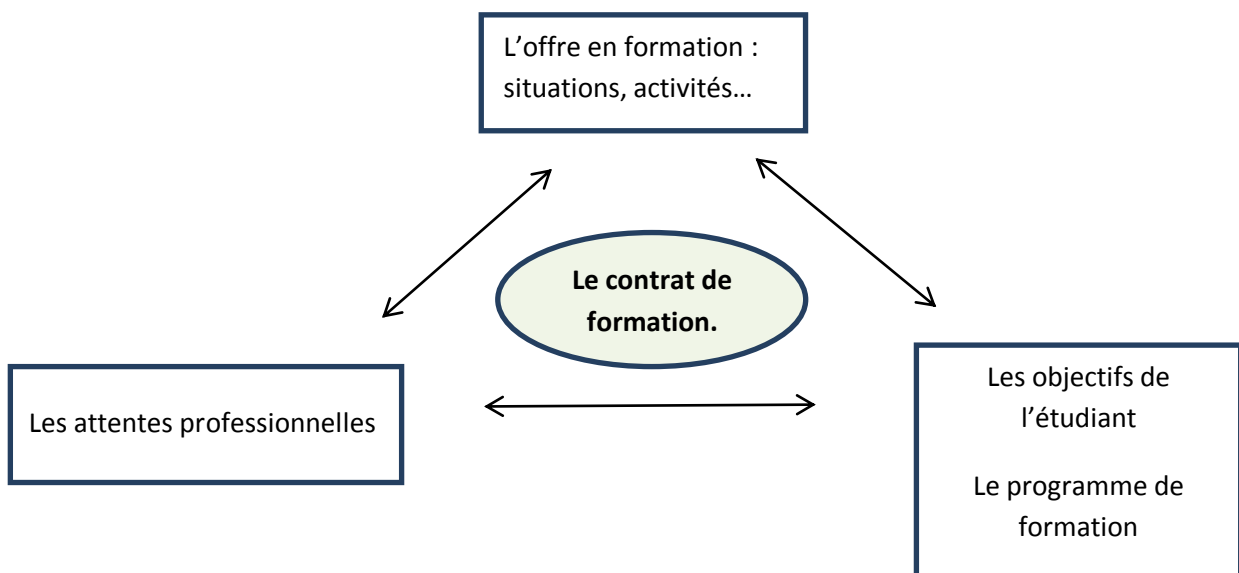 L’offre en formation :
situations, activités…
Le contrat de
formation.
Les attentes professionnelles
Les objectifs de
l’étudiant
Le programme de
formation